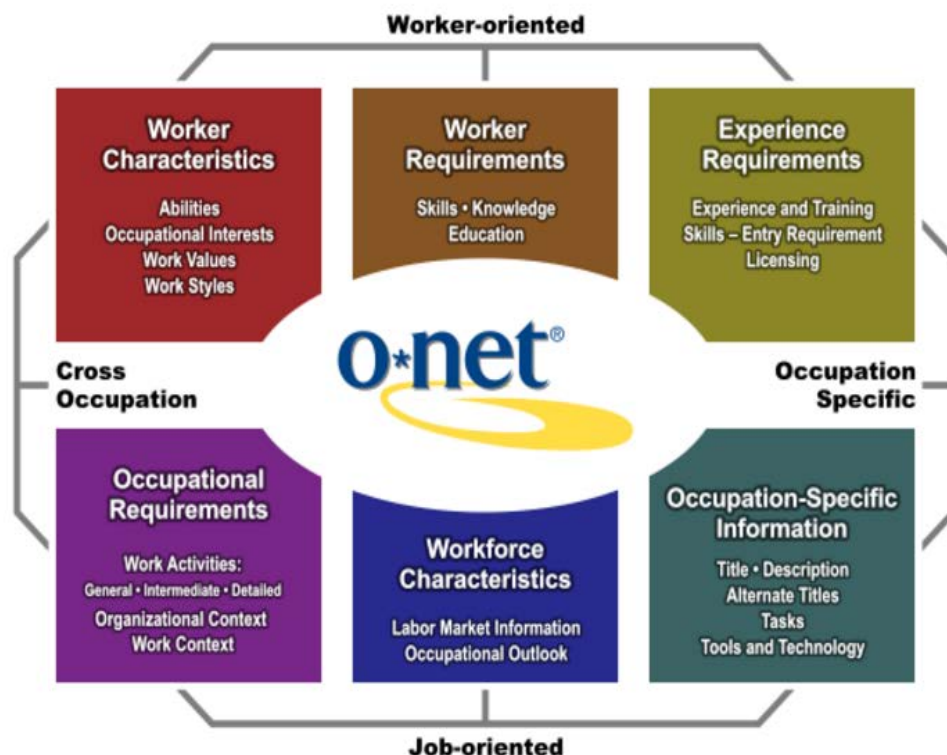 Worker-oriented
Worker
Characteristics
Abilities
Occupational Interests
Work Values
Work Styles
Worker
Requirements
Skills • Knowledge
Education
Experience
Requirements
Experience and Training
Skills – Entry Requirement
Licensing
Cross
Occupation
o*net®
Occupation
Specific
Occupational
Requirements
Work Activities:
General • Intermediate • Detailed
Organizational Context
Work Context
Workforce
Characteristics
Labor Market Information
Occupational Outlook
Occupation-Specific
Information
Title • Description
Alternate Titles
Tasks
Tools and Technology
Job-oriented